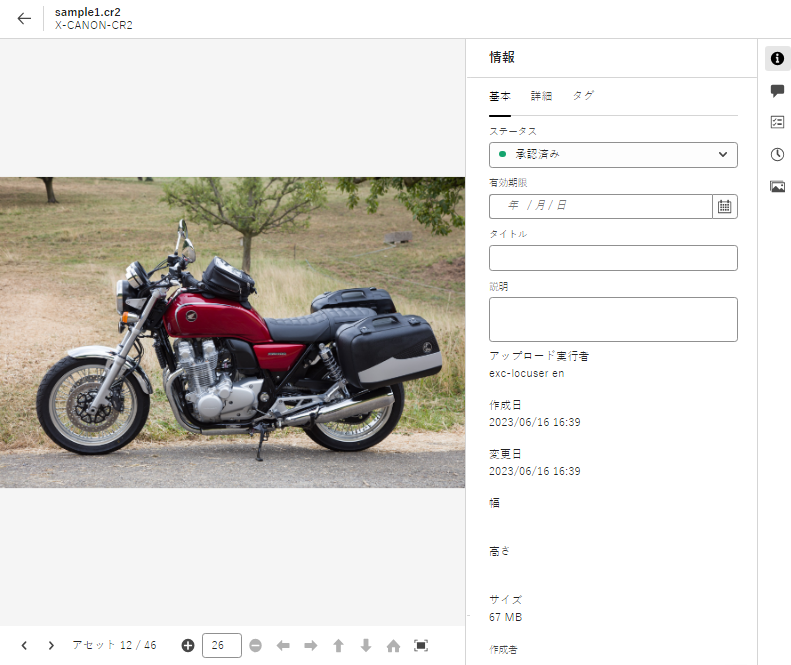 sample1.cr2
X-CANON-CR2
情報
基本 詳細 タグ
ステータス
承認済み
有効期限
年 / 月 / 日
タイトル
説明
アップロード実行者
exc-locuser en
作成日
2023/06/16 16:39
変更日
2023/06/16 16:39
幅
高さ
サイズ
67 MB
作成者
アセット 12 / 46
26